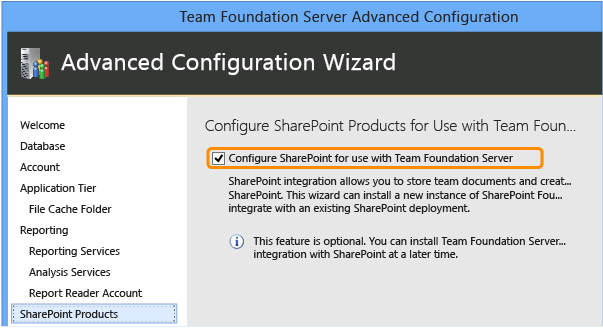 Team Foundation Server Advanced Configuration
Advanced Configuration Wizard
Welcome
Database
Account
Application Tier
File Cache Folder
Reporting
Reporting Services
Analysis Services
Report Reader Account
SharePoint Products
Configure SharePoint Products for Use with Team Foun...
Configure SharePoint for use with Team Foundation Server
SharePoint integration allows you to store team documents and creat...
SharePoint. This wizard can install a new instance of SharePoint Fou...
integrate with an existing SharePoint deployment.
This feature is optional. You can install Team Foundation Server...
integration with SharePoint at a later time.